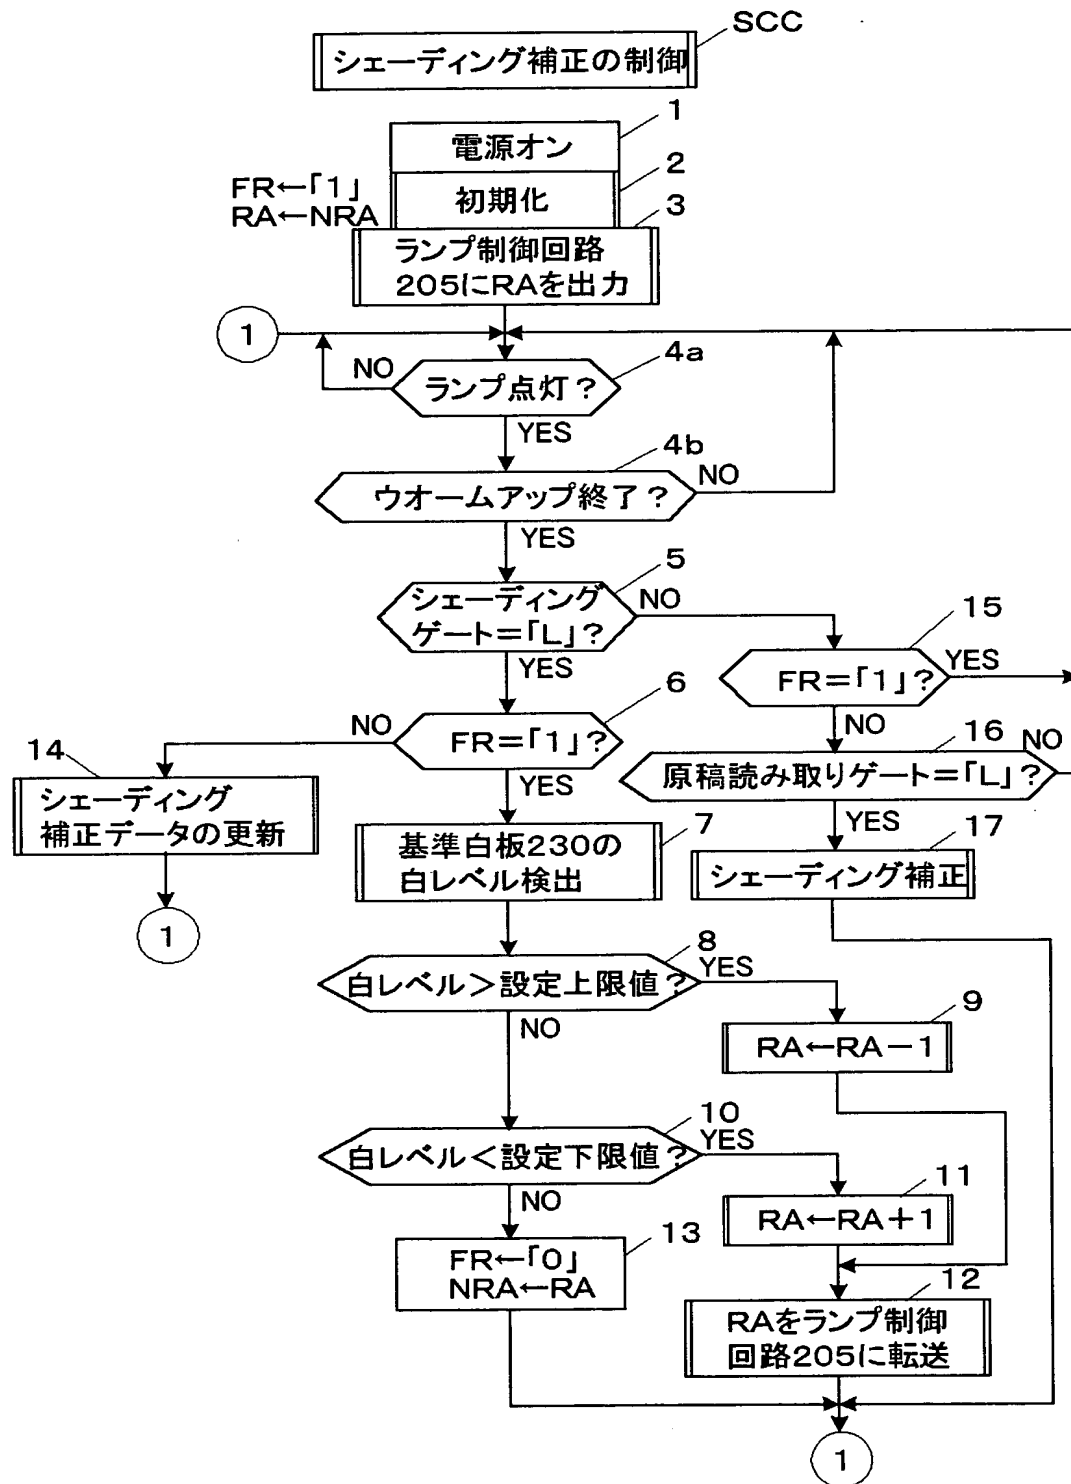 SCC
シェーディング補正の制御
1
電源オン
2
FR←「1」
RA←NRA
初期化
3
ランプ制御回路
205にRAを出力
1
4a
NO
ランプ点灯？
YES
4b
NO
ウオームアップ終了？
YES
5
シェーディング
ゲート＝「L」？
NO
YES
15
FR＝「1」？
YES
NO
6
NO
FR＝「1」？
YES
14
シェーディング
補正データの更新
1
16
NO
原稿読み取りゲート＝「L」？
YES
7
基準白板230の
白レベル検出
17
シェーディング補正
8
白レベル＞設定上限値？
YES
NO
9
RA←RA－1
10
白レベル＜設定下限値？
YES
NO
11
RA←RA＋1
13
FR←「0」
NRA←RA
12
RAをランプ制御
回路205に転送
1